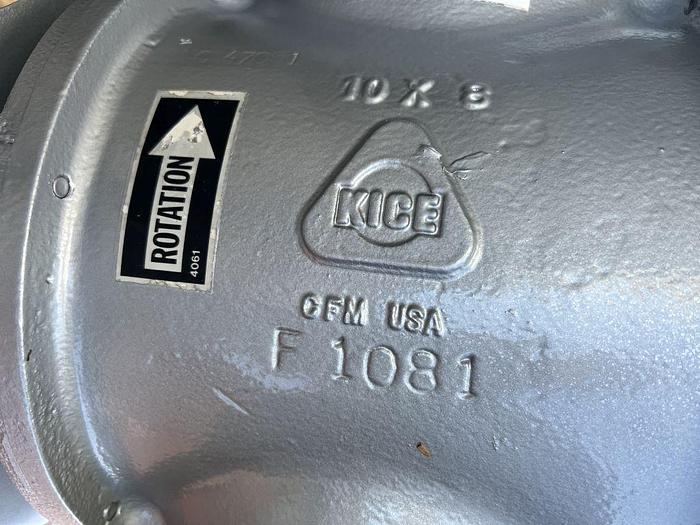 10 X 8
KICE
CFM USA
F 1081
ROTATION
4061